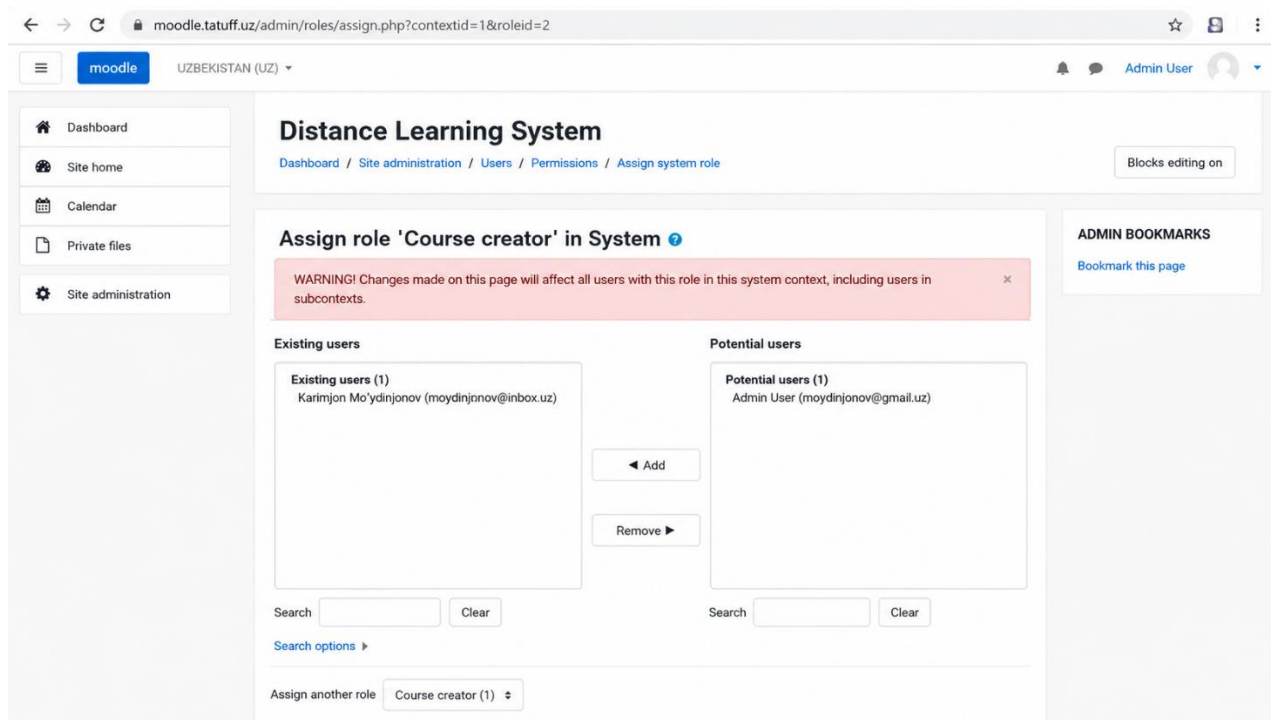 moodle.tatuff.uz/admin/roles/assign.php?contextid=1&roleid=2
moodle
UZBEKISTAN (UZ)
Admin User
Dashboard
Site home
Calendar
Private files
Site administration
Distance Learning System
Dashboard / Site administration / Users / Permissions / Assign system role
Blocks editing on
Assign role 'Course creator' in System
WARNING! Changes made on this page will affect all users with this role in this system context, including users in
subcontexts.
×
Existing users
Existing users (1)
Karimjon Mo'ydinjonov (moydinjonov@inbox.uz)
Search
Clear
Search options
◄ Add
Remove ►
Potential users
Potential users (1)
Admin User (moydinjonov@gmail.uz)
Search
Clear
Assign another role
Course creator (1)
ADMIN BOOKMARKS
Bookmark this page